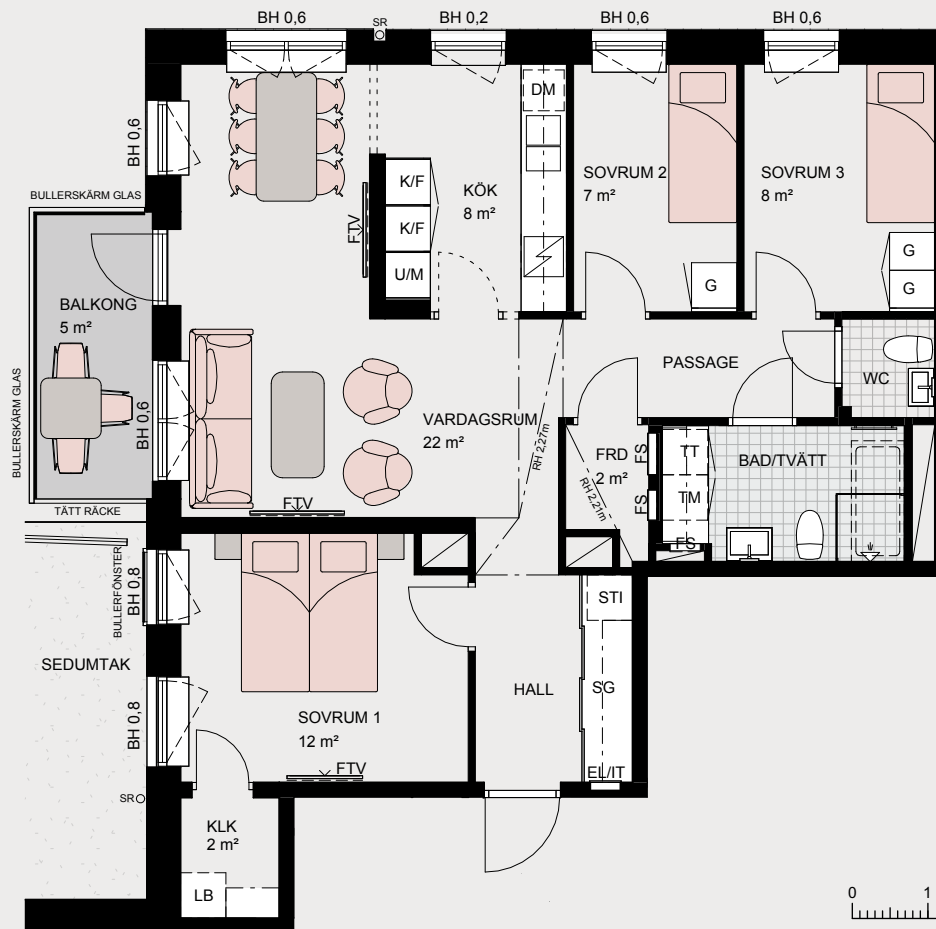 BH 0,6
SR
BH 0,2
BH 0,6
BH 0,6
DM
BH 0,6
K/F
KÖK
8 m²
SOVRUM 2
7 m²
SOVRUM 3
8 m²
BULLERSKÄRM GLAS
FTV
K/F
U/M
G
G
G
BALKONG
5 m²
PASSAGE
WC
BULLERSKÄRM GLAS
BH 0,6
VARDAGSRUM
22 m²
RH 2,27m
FRD
2 m²
RH 2,21m
FS
FS
TT
TM
FS
BAD/TVÄTT
FTV
TÄTT RÄCKE
BULLERFÖNSTER
BH 0,8
SEDUMTAK
STI
HALL
SG
SOVRUM 1
12 m²
BH 0,8
FTV
EL/IT
SR
KLK
2 m²
LB
0 1